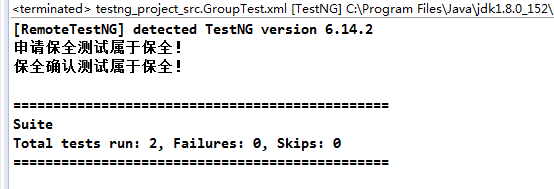 <terminated> testng_project_src.GroupTest.xml [TestNG] C:\Program Files\Java\jdk1.8.0_152\
[RemoteTestNG] detected TestNG version 6.14.2
申请保全测试属于保全！
保全确认测试属于保全！
===============================================
Suite
Total tests run: 2, Failures: 0, Skips: 0
===============================================